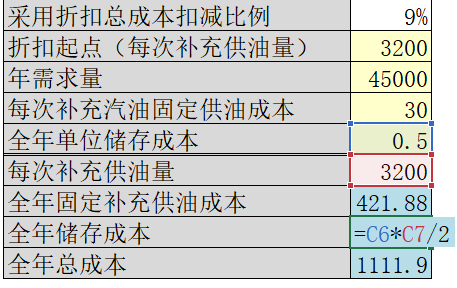 采用折扣总成本扣减比例 9%
折扣起点（每次补充供油量） 3200
年需求量 45000
每次补充汽油固定供油成本 30
全年单位储存成本 0.5
每次补充供油量 3200
全年固定补充供油成本 421.88
全年储存成本 =C6*C7/2
全年总成本 1111.9